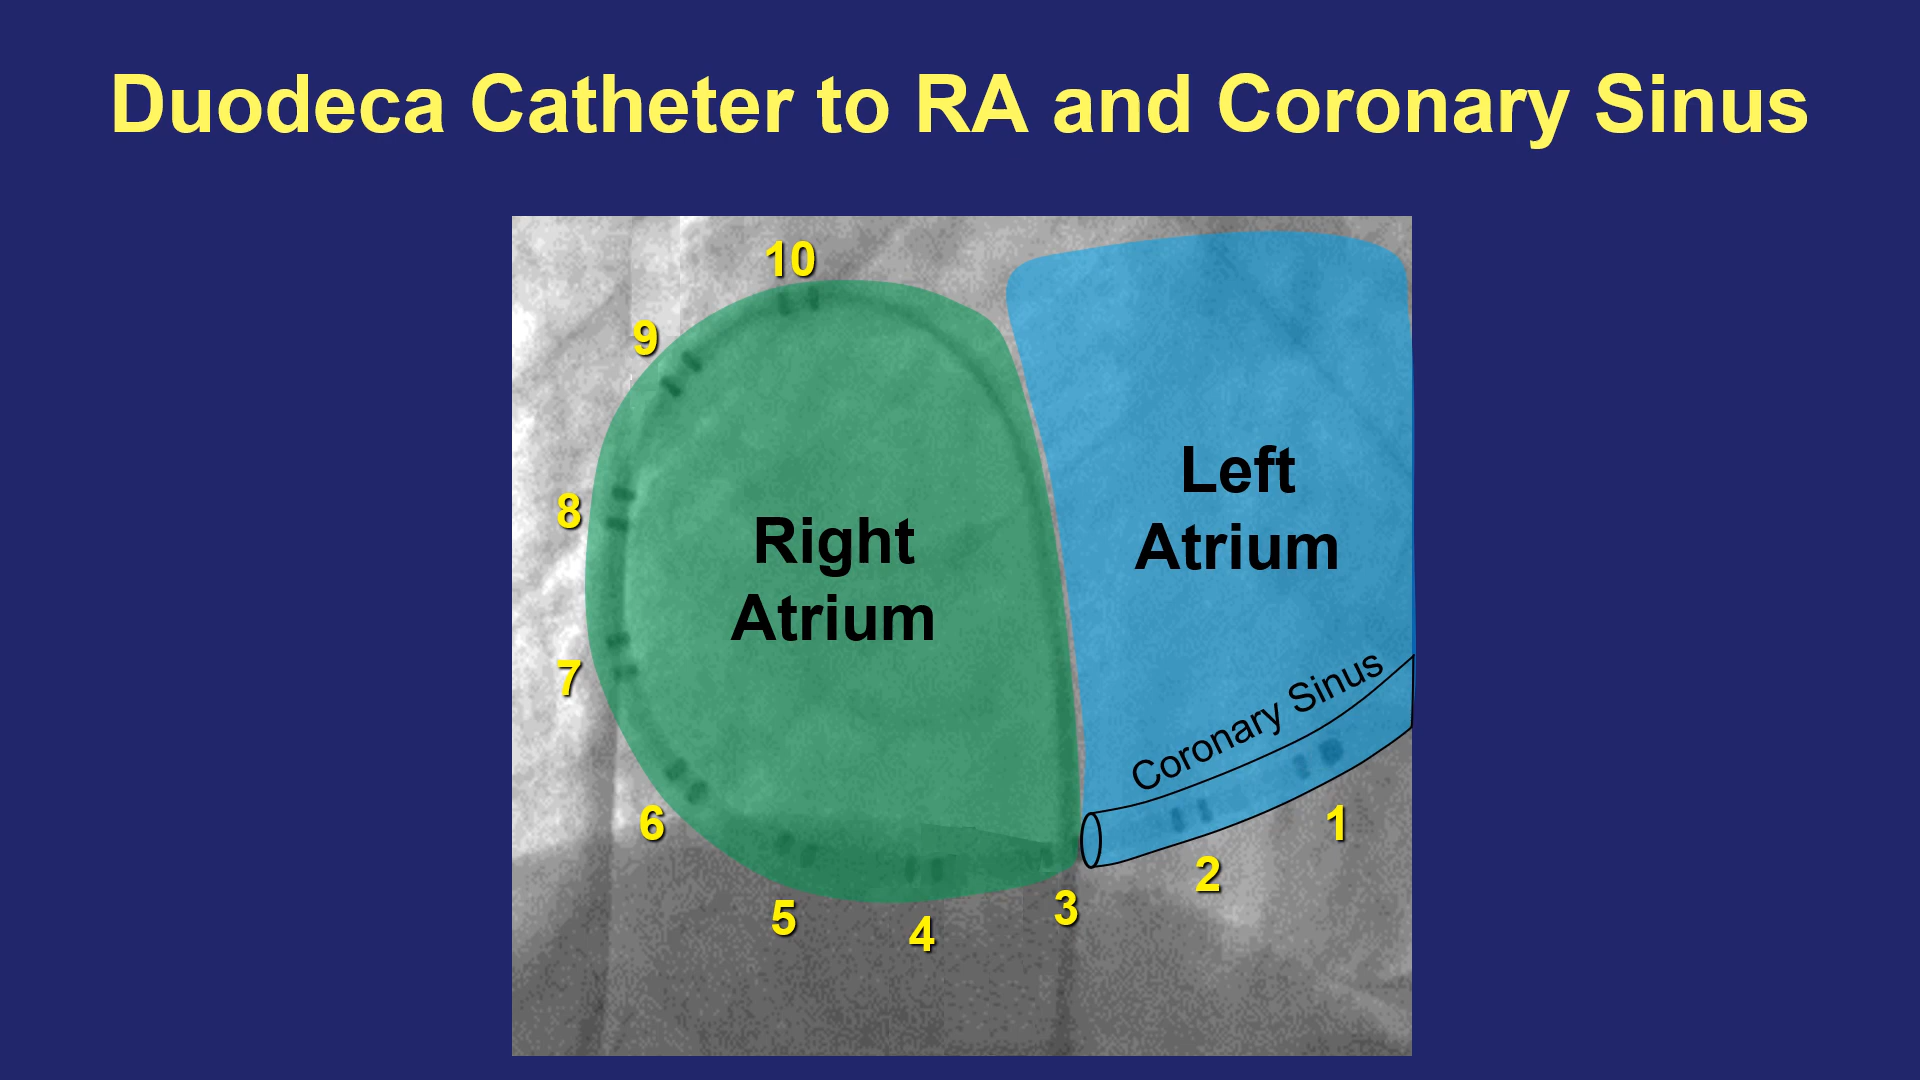 Duodeca Catheter to RA and Coronary Sinus
10
9
8
7
6
5
4
3
2
1
Right
Atrium
Left
Atrium
Coronary Sinus